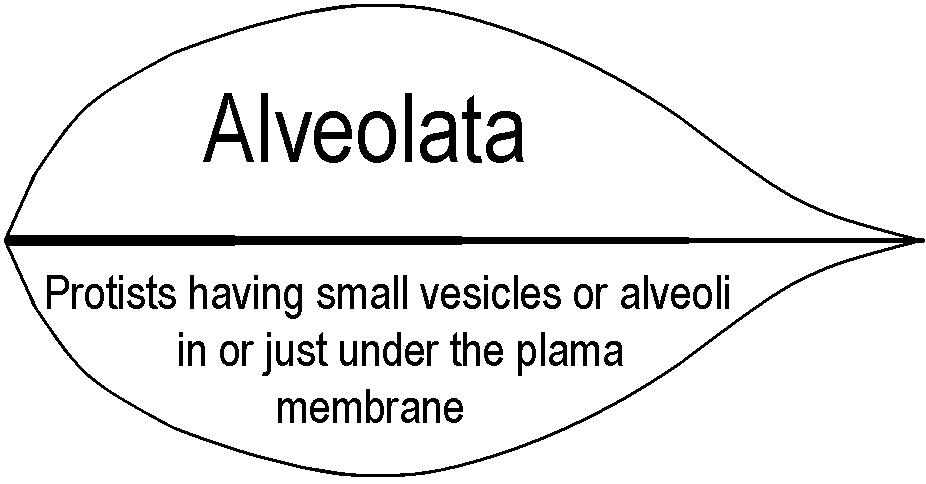 Alveolata
Protists having small vesicles or alveoli
in or just under the plama
membrane